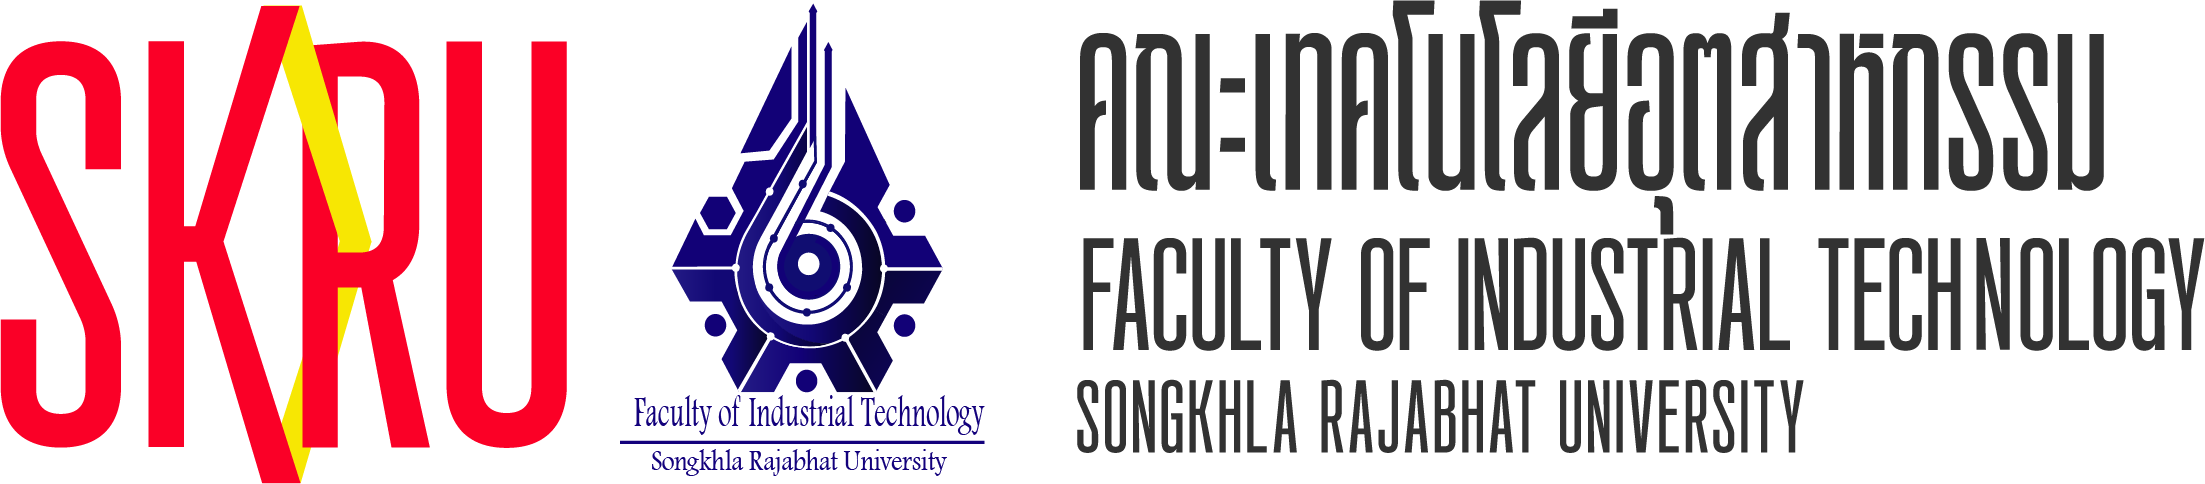 SKRU
Faculty of Industrial Technology
Songkhla Rajabhat University
คณะเทคโนโลยีอุตสาหกรรม
FACULTY OF INDUSTRIAL TECHNOLOGY
SONGKHLA RAJABHAT UNIVERSITY